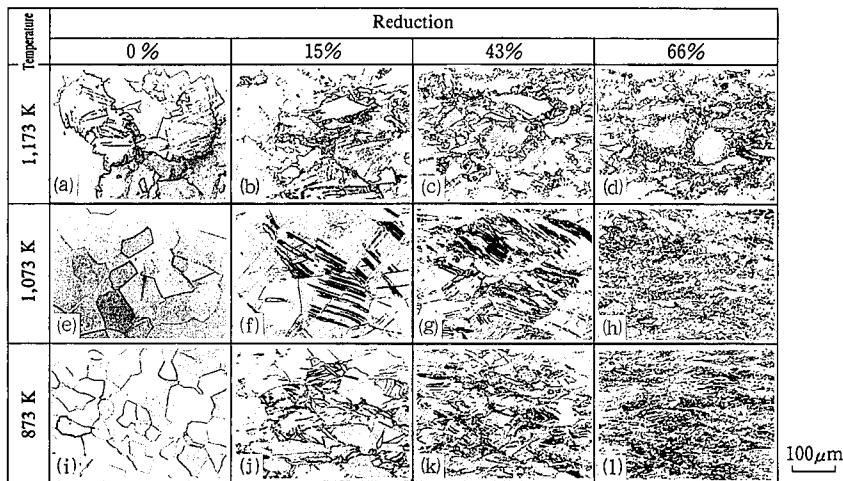 Temperature
Reduction
0 %
15%
43%
66%
1,173 K
(a)
(b)
(c)
(d)
1,073 K
(e)
(f)
(g)
(h)
873 K
(i)
(j)
(k)
(l)
100μm